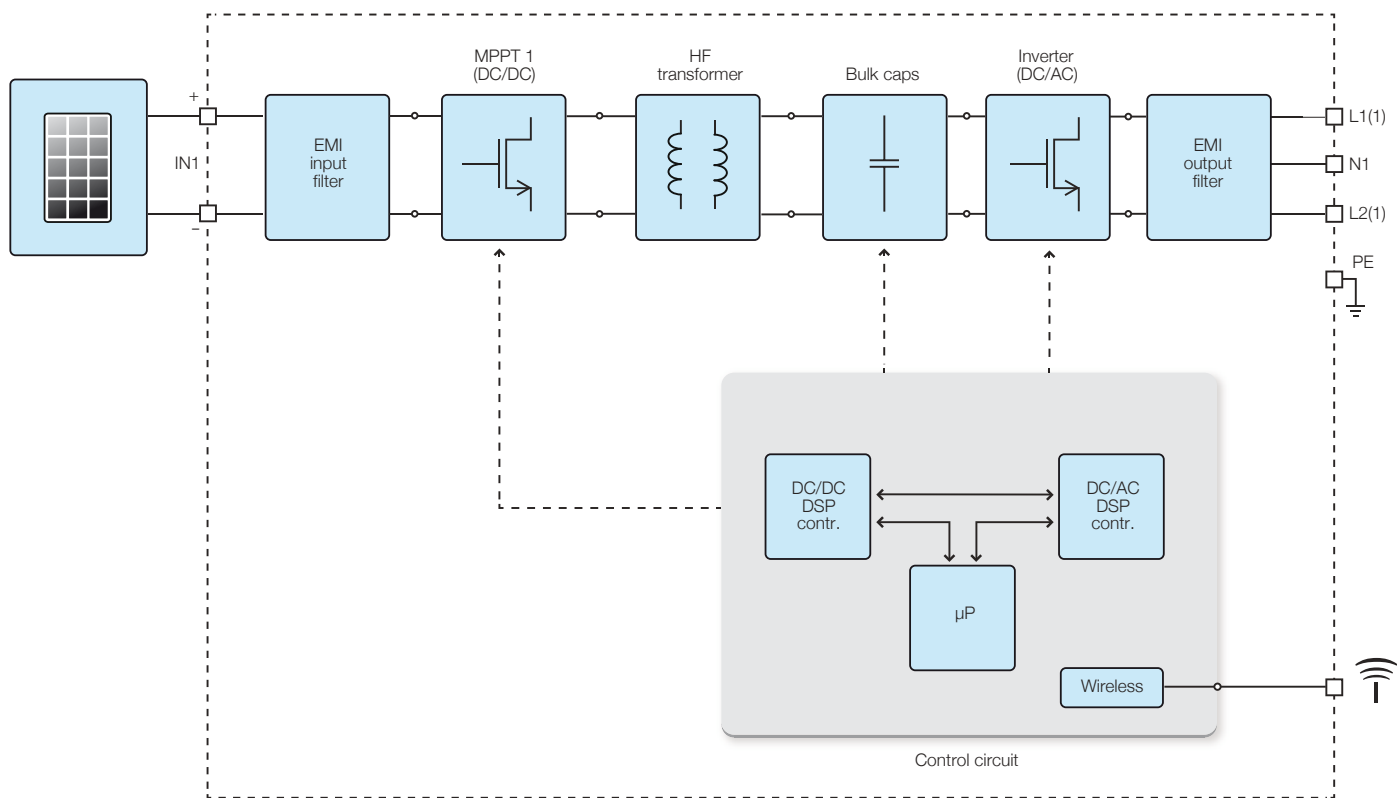 MPPT 1
(DC/DC)
HF
transformer
Bulk caps
Inverter
(DC/AC)
+
IN1
−
EMI
input
filter
EMI
output
filter
L1(1)
N1
L2(1)
PE
DC/DC
DSP
contr.
DC/AC
DSP
contr.
µP
Wireless
Control circuit